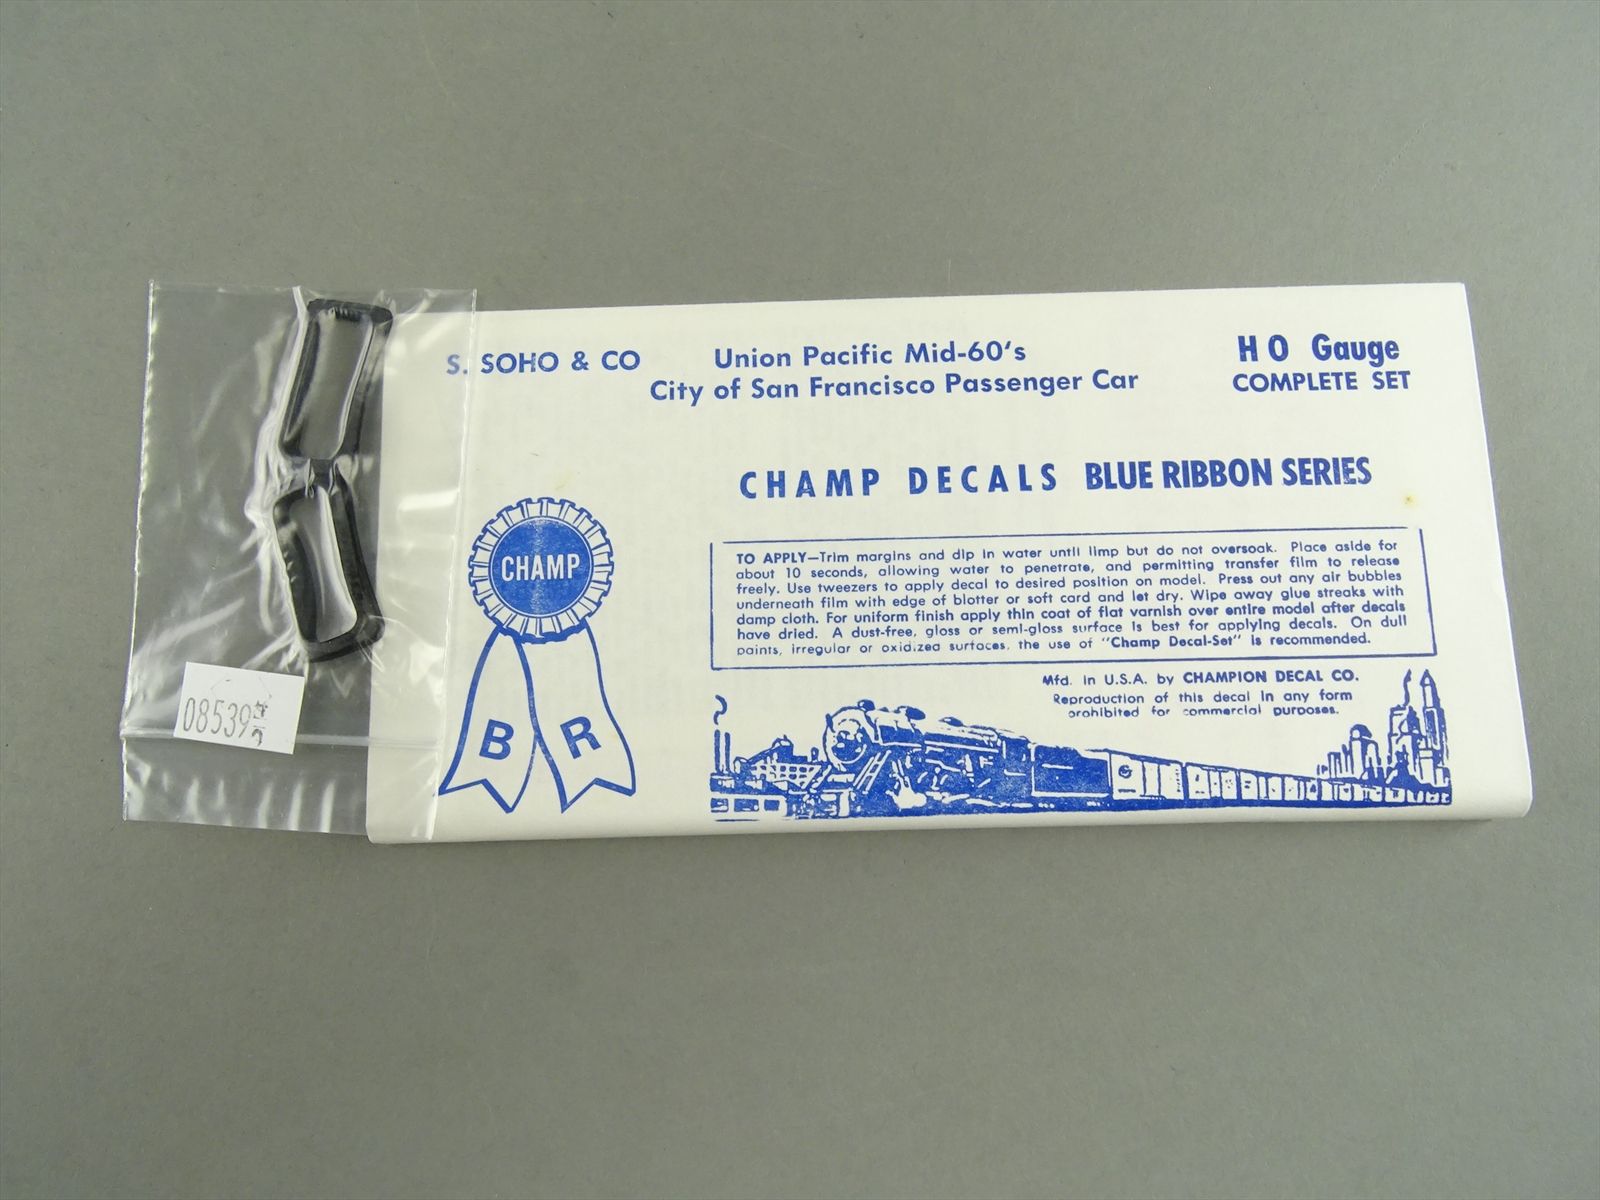 S. SOHO & CO
Union Pacific Mid-60's
City of San Francisco Passenger Car
H O Gauge
COMPLETE SET
CHAMP DECALS BLUE RIBBON SERIES
CHAMP
B R
TO APPLY—Trim margins and dip in water until limp but do not oversoak. Place aside for
about 10 seconds, allowing water to penetrate, and permitting transfer film to release
freely. Use tweezers to apply decal to desired position on model. Press out any air bubbles
underneath film with edge of blotter or soft card and let dry. Wipe away glue streaks with
damp cloth. For uniform finish apply thin coat of flat varnish over entire model after decals
have dried. A dust-free, gloss or semi-gloss surface is best for applying decals. On dull
paints, irregular or oxidized surfaces, the use of "Champ Decal-Set" is recommended.
Mfd. in U.S.A. by CHAMPION DECAL CO.
Reproduction of this decal in any form
prohibited for commercial purposes.
08539